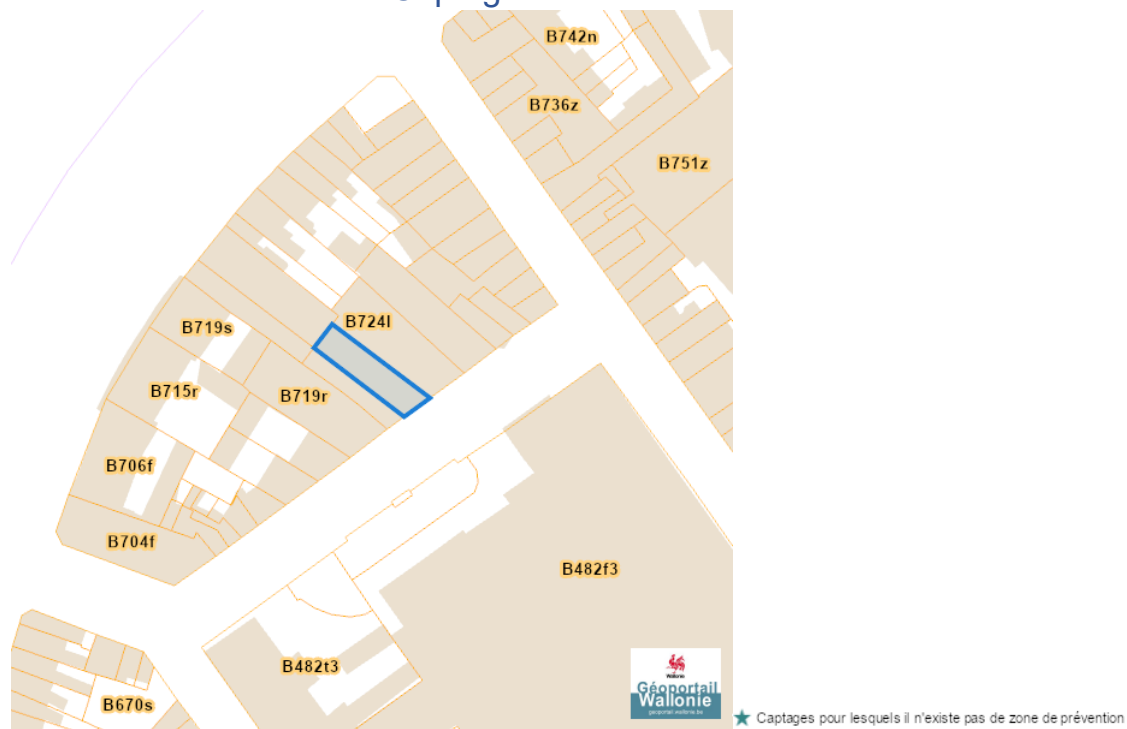 B742n
B736z
B751z
B724l
B719s
B715r
B719r
B706f
B704f
B482f3
B482t3
B670s
Wallonie
Géoportail
Wallonie
geoportail.wallonie.be
Captages pour lesquels il n'existe pas de zone de prévention